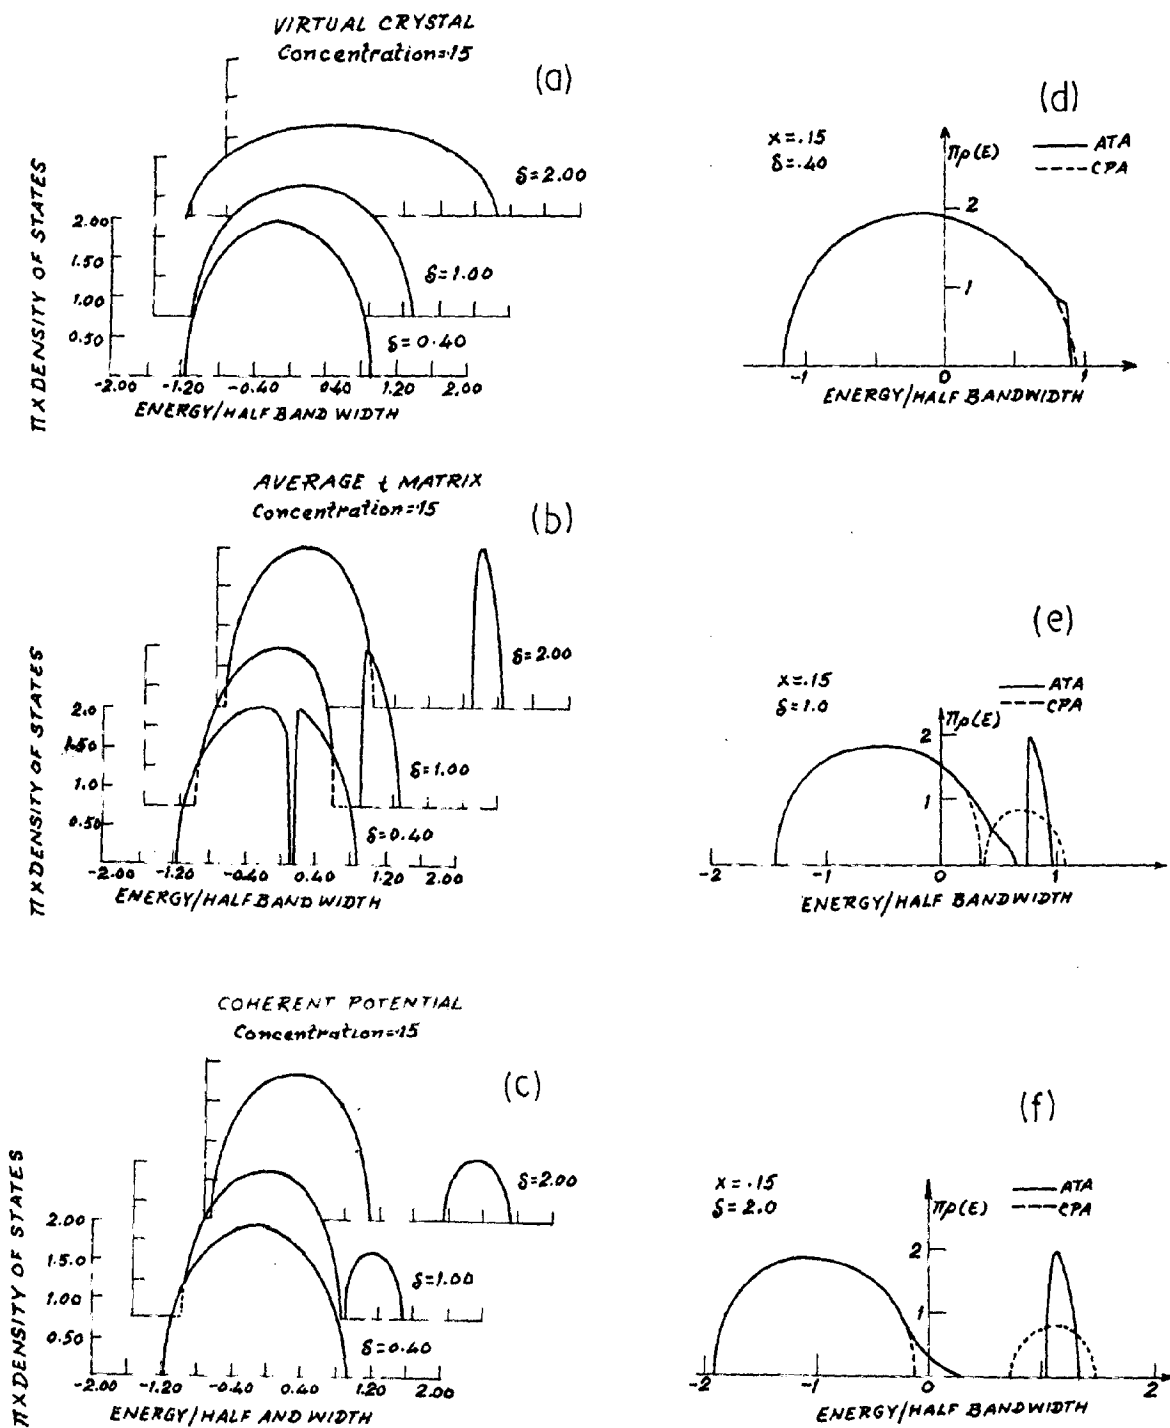 VIRTUAL CRYSTAL
Concentration=.15
(a)
π X DENSITY OF STATES
2.00
1.50
1.00
0.50
δ=2.00
δ=1.00
δ=0.40
-2.00 -1.20 -0.40 0.40 1.20 2.00
ENERGY/HALF BAND WIDTH
(d)
x=.15
δ=.40
πρ(E)
ATA
CPA
2
1
-1 0 1
ENERGY/HALF BANDWIDTH
AVERAGE t MATRIX
Concentration=.15
(b)
π X DENSITY OF STATES
2.0
1.50
1.0
0.50
δ=2.00
δ=1.00
δ=0.40
-2.00 -1.20 -0.40 0.40 1.20 2.00
ENERGY/HALF BAND WIDTH
(e)
x=.15
δ=1.0
πρ(E)
ATA
CPA
2
1
-2 -1 0 1
ENERGY/HALF BANDWIDTH
COHERENT POTENTIAL
Concentration=.15
(c)
π X DENSITY OF STATES
2.00
1.50
1.00
0.50
δ=2.00
δ=1.00
δ=0.40
-2.00 -1.20 -0.40 0.40 1.20 2.00
ENERGY/HALF AND WIDTH
(f)
x=.15
δ=2.0
πρ(E)
ATA
CPA
2
1
-2 -1 0 1 2
ENERGY/HALF BANDWIDTH